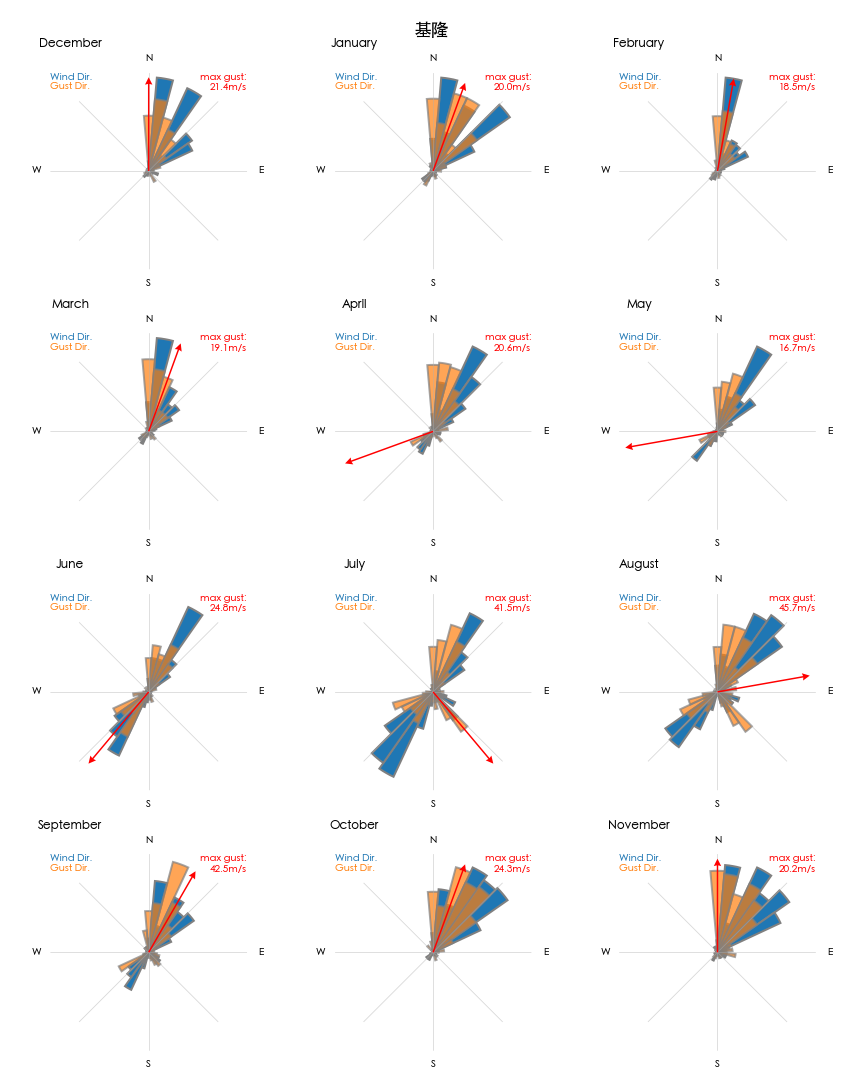 基隆
December
N
Wind Dir.
Gust Dir.
max gust:
21.4m/s
W
E
S
January
N
Wind Dir.
Gust Dir.
max gust:
20.0m/s
W
E
S
February
N
Wind Dir.
Gust Dir.
max gust:
18.5m/s
W
E
S
March
N
Wind Dir.
Gust Dir.
max gust:
19.1m/s
W
E
S
April
N
Wind Dir.
Gust Dir.
max gust:
20.6m/s
W
E
S
May
N
Wind Dir.
Gust Dir.
max gust:
16.7m/s
W
E
S
June
N
Wind Dir.
Gust Dir.
max gust:
24.8m/s
W
E
S
July
N
Wind Dir.
Gust Dir.
max gust:
41.5m/s
W
E
S
August
N
Wind Dir.
Gust Dir.
max gust:
45.7m/s
W
E
S
September
N
Wind Dir.
Gust Dir.
max gust:
42.5m/s
W
E
S
October
N
Wind Dir.
Gust Dir.
max gust:
24.3m/s
W
E
S
November
N
Wind Dir.
Gust Dir.
max gust:
20.2m/s
W
E
S